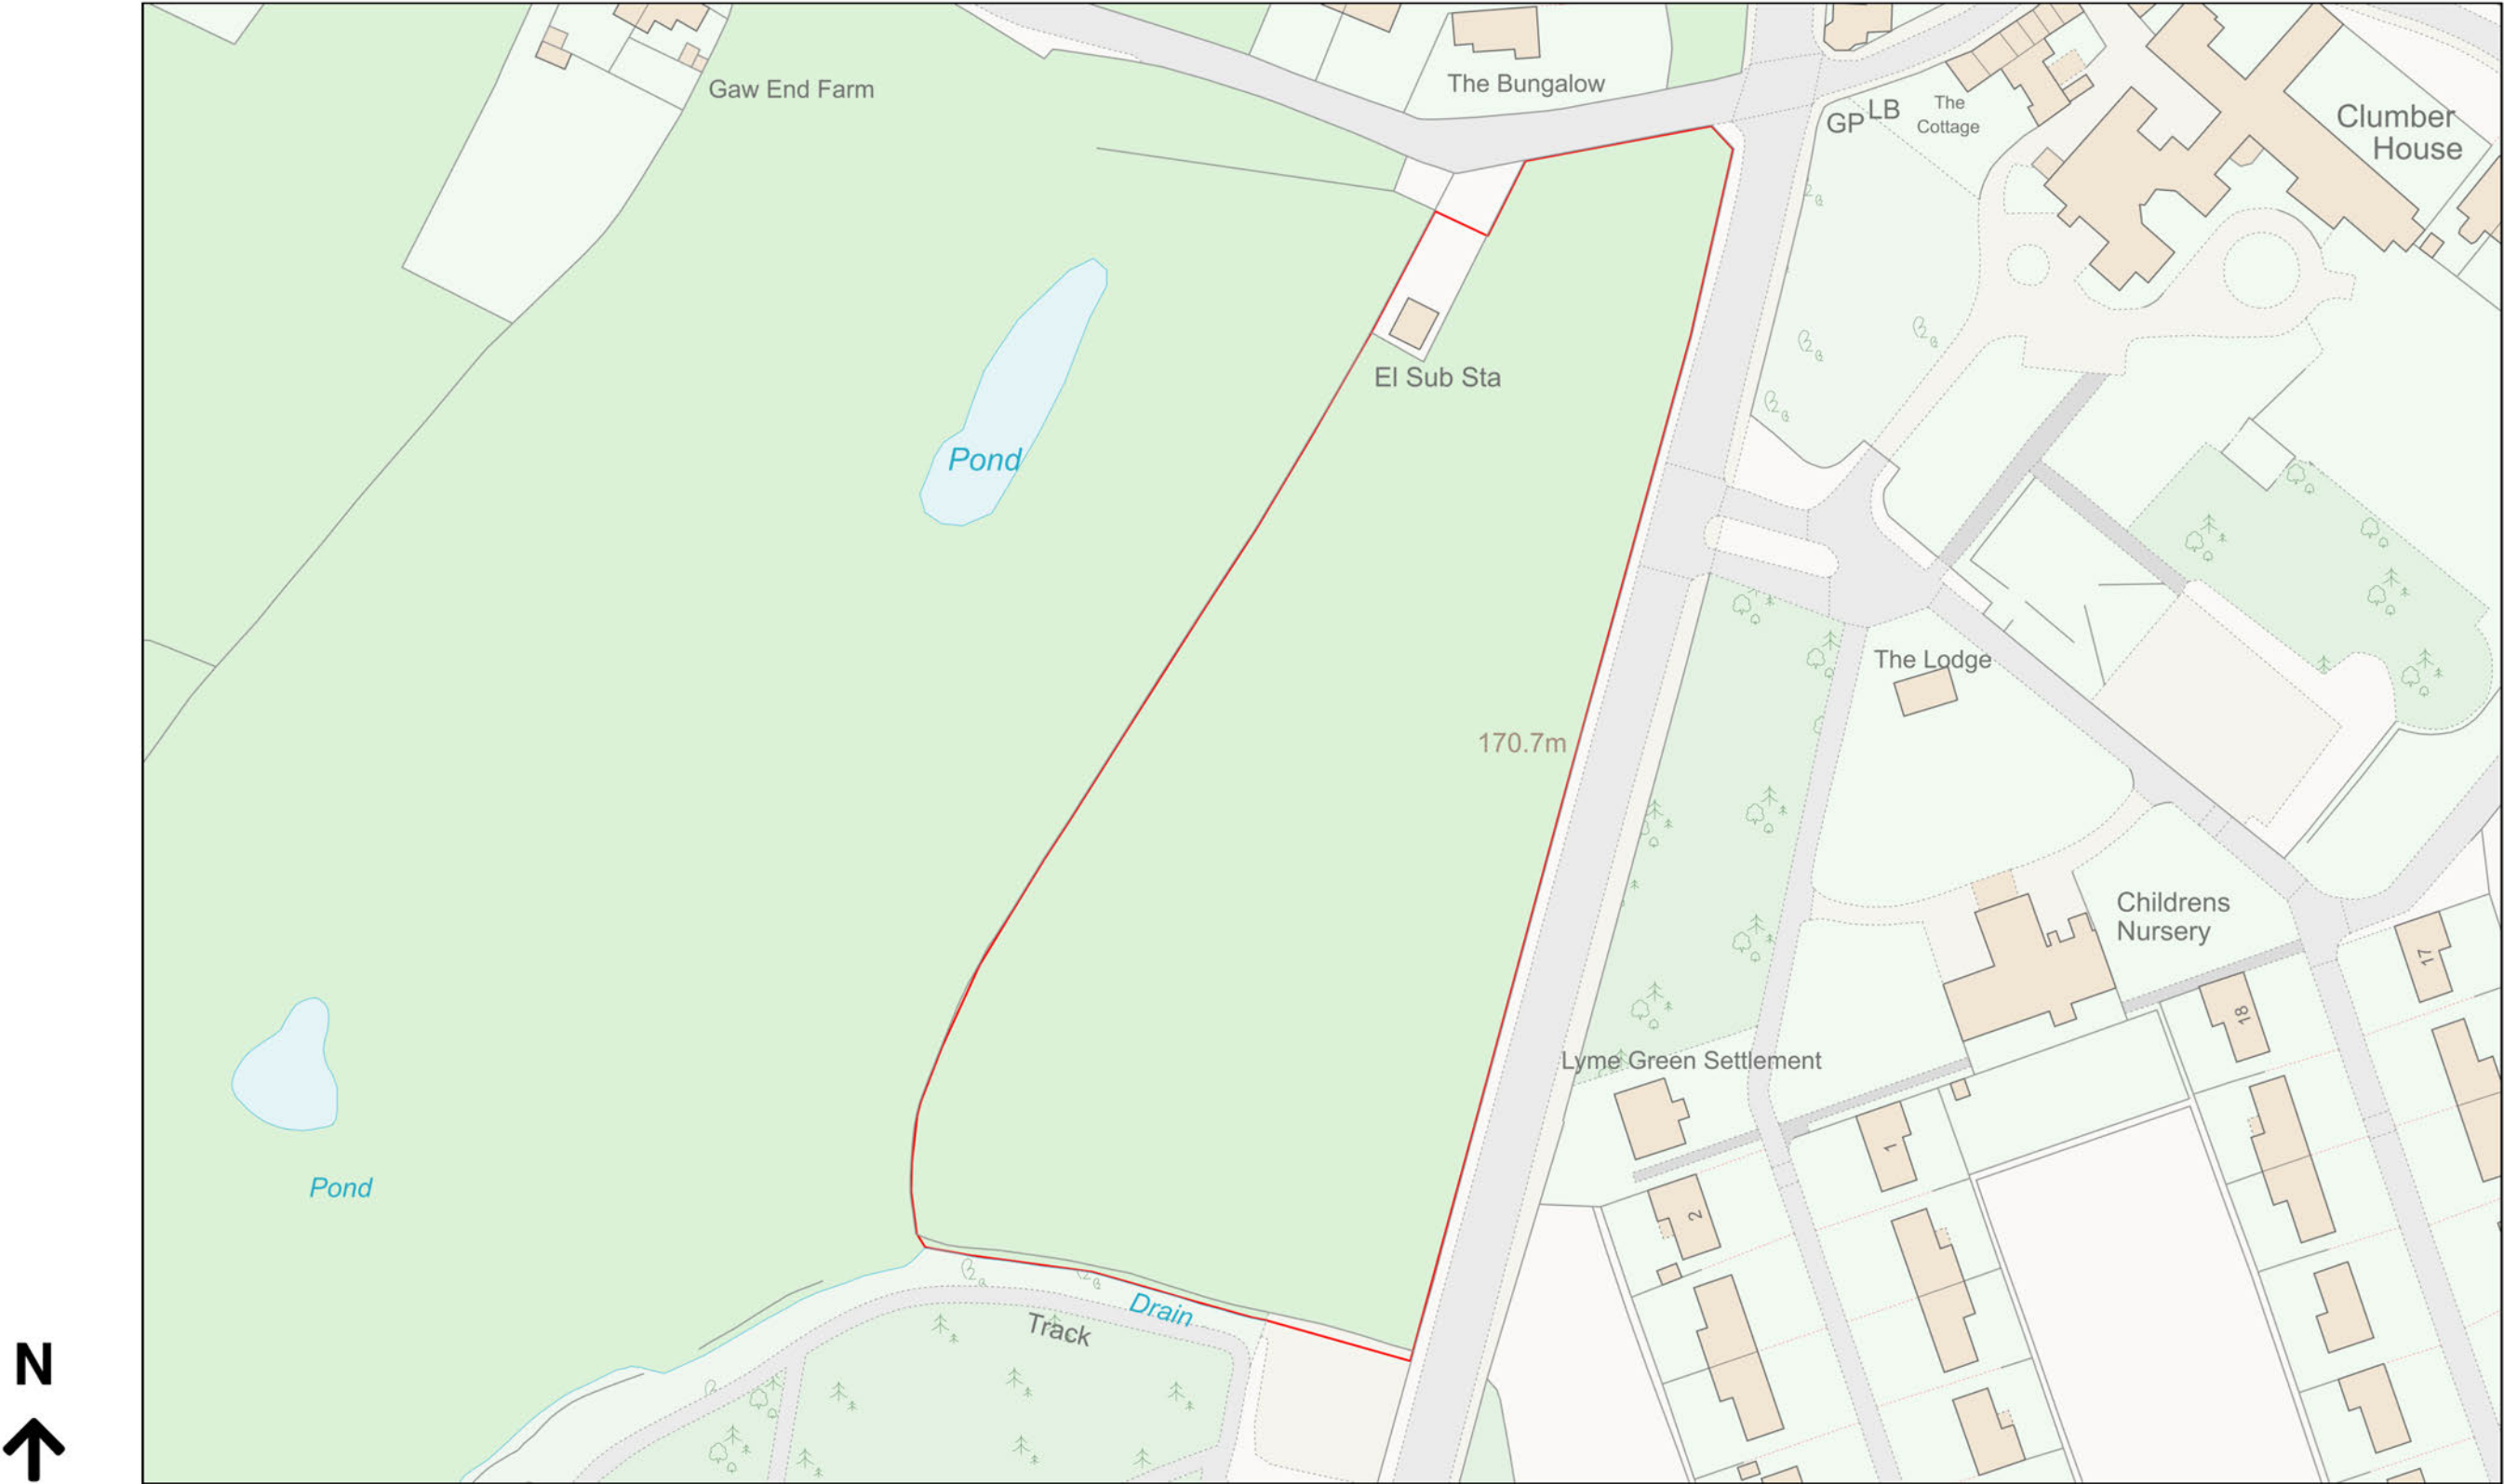 Gaw End Farm
The Bungalow
GP
LB
The
Cottage
Clumber
House
El Sub Sta
Pond
The Lodge
170.7m
Childrens
Nursery
17
18
Lyme Green Settlement
1
2
Pond
Drain
Track
N